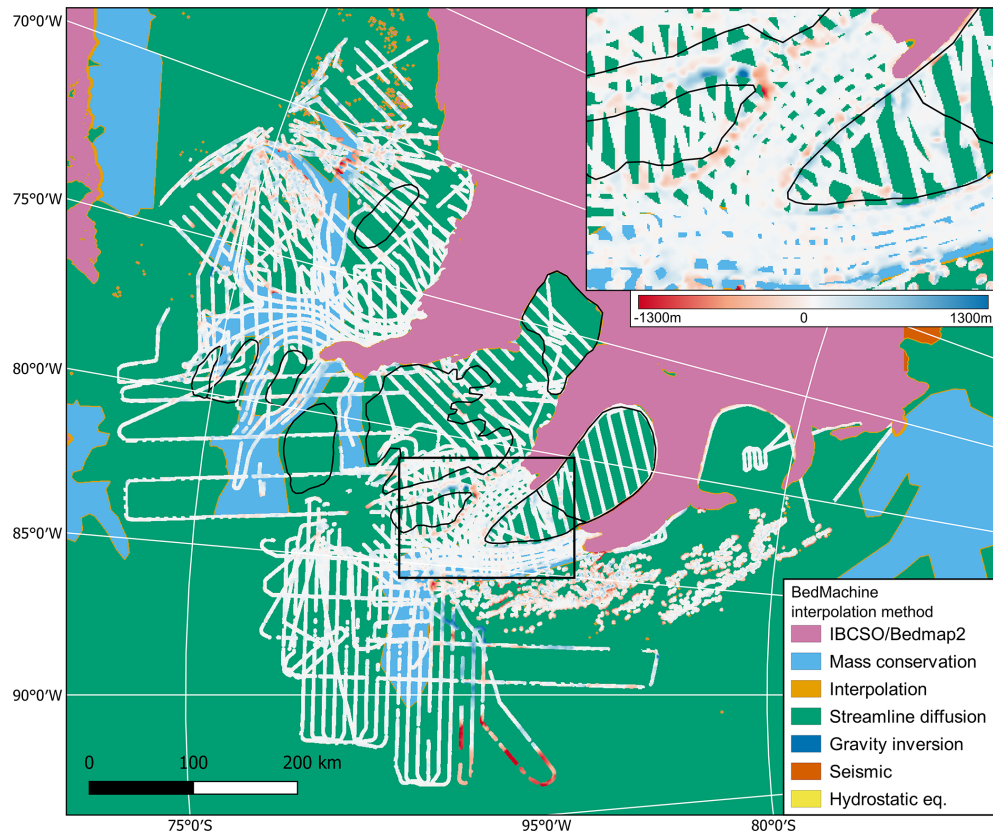 70°0'W
75°0'W
80°0'W
85°0'W
90°0'W
-1300m 0 1300m
0 100 200 km
BedMachine
interpolation method
IBCSO/Bedmap2
Mass conservation
Interpolation
Streamline diffusion
Gravity inversion
Seismic
Hydrostatic eq.
75°0'S 95°0'W 80°0'S